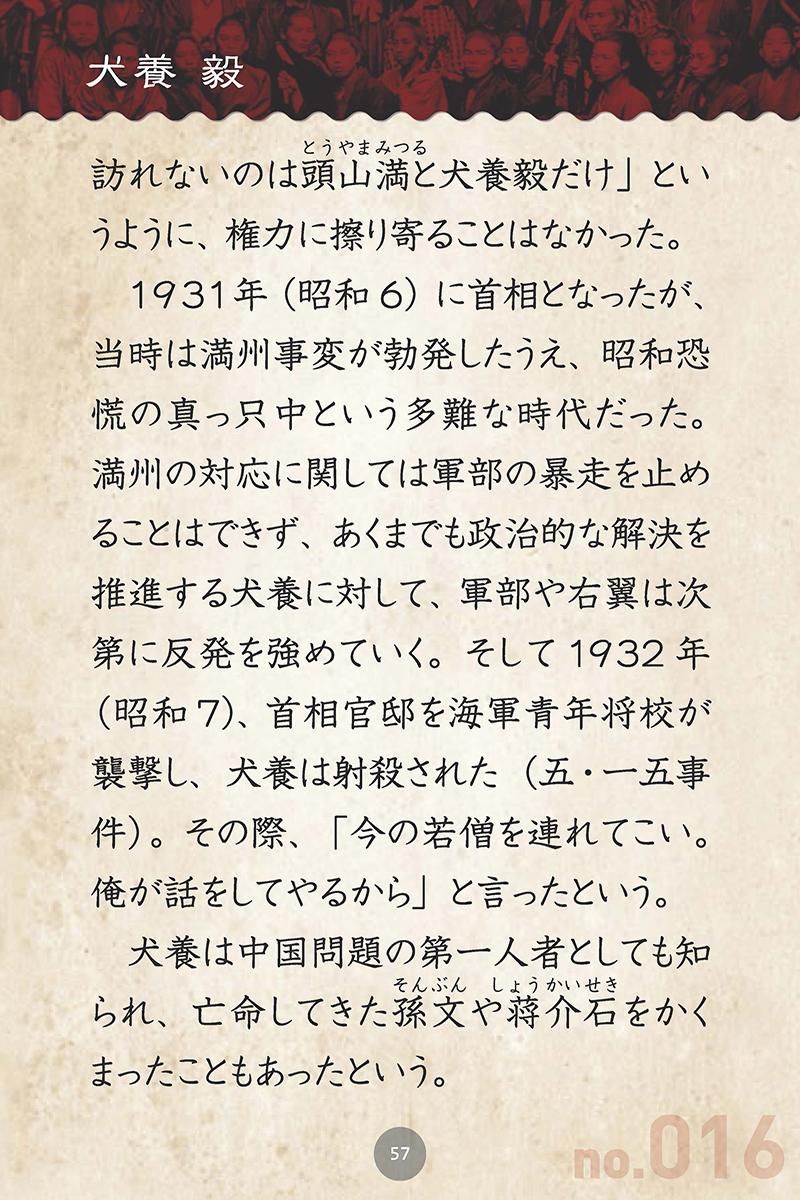 犬養 毅
とうやまみつる
訪れないのは頭山満と犬養毅だけ」とい
うように、権力に擦り寄ることはなかった。
1931年（昭和6）に首相となったが、
当時は満州事変が勃発したうえ、昭和恐
慌の真っ只中という多難な時代だった。
満州の対応に関しては軍部の暴走を止め
ることはできず、あくまでも政治的な解決を
推進する犬養に対して、軍部や右翼は次
第に反発を強めていく。そして1932年
（昭和7）、首相官邸を海軍青年将校が
襲撃し、犬養は射殺された（五・一五事
件）。その際、「今の若僧を連れてこい。
俺が話をしてやるから」と言ったという。
犬養は中国問題の第一人者としても知
そんぶん しょうかいせき
られ、亡命してきた孫文や蒋介石をかく
まったこともあったという。
57
no.016